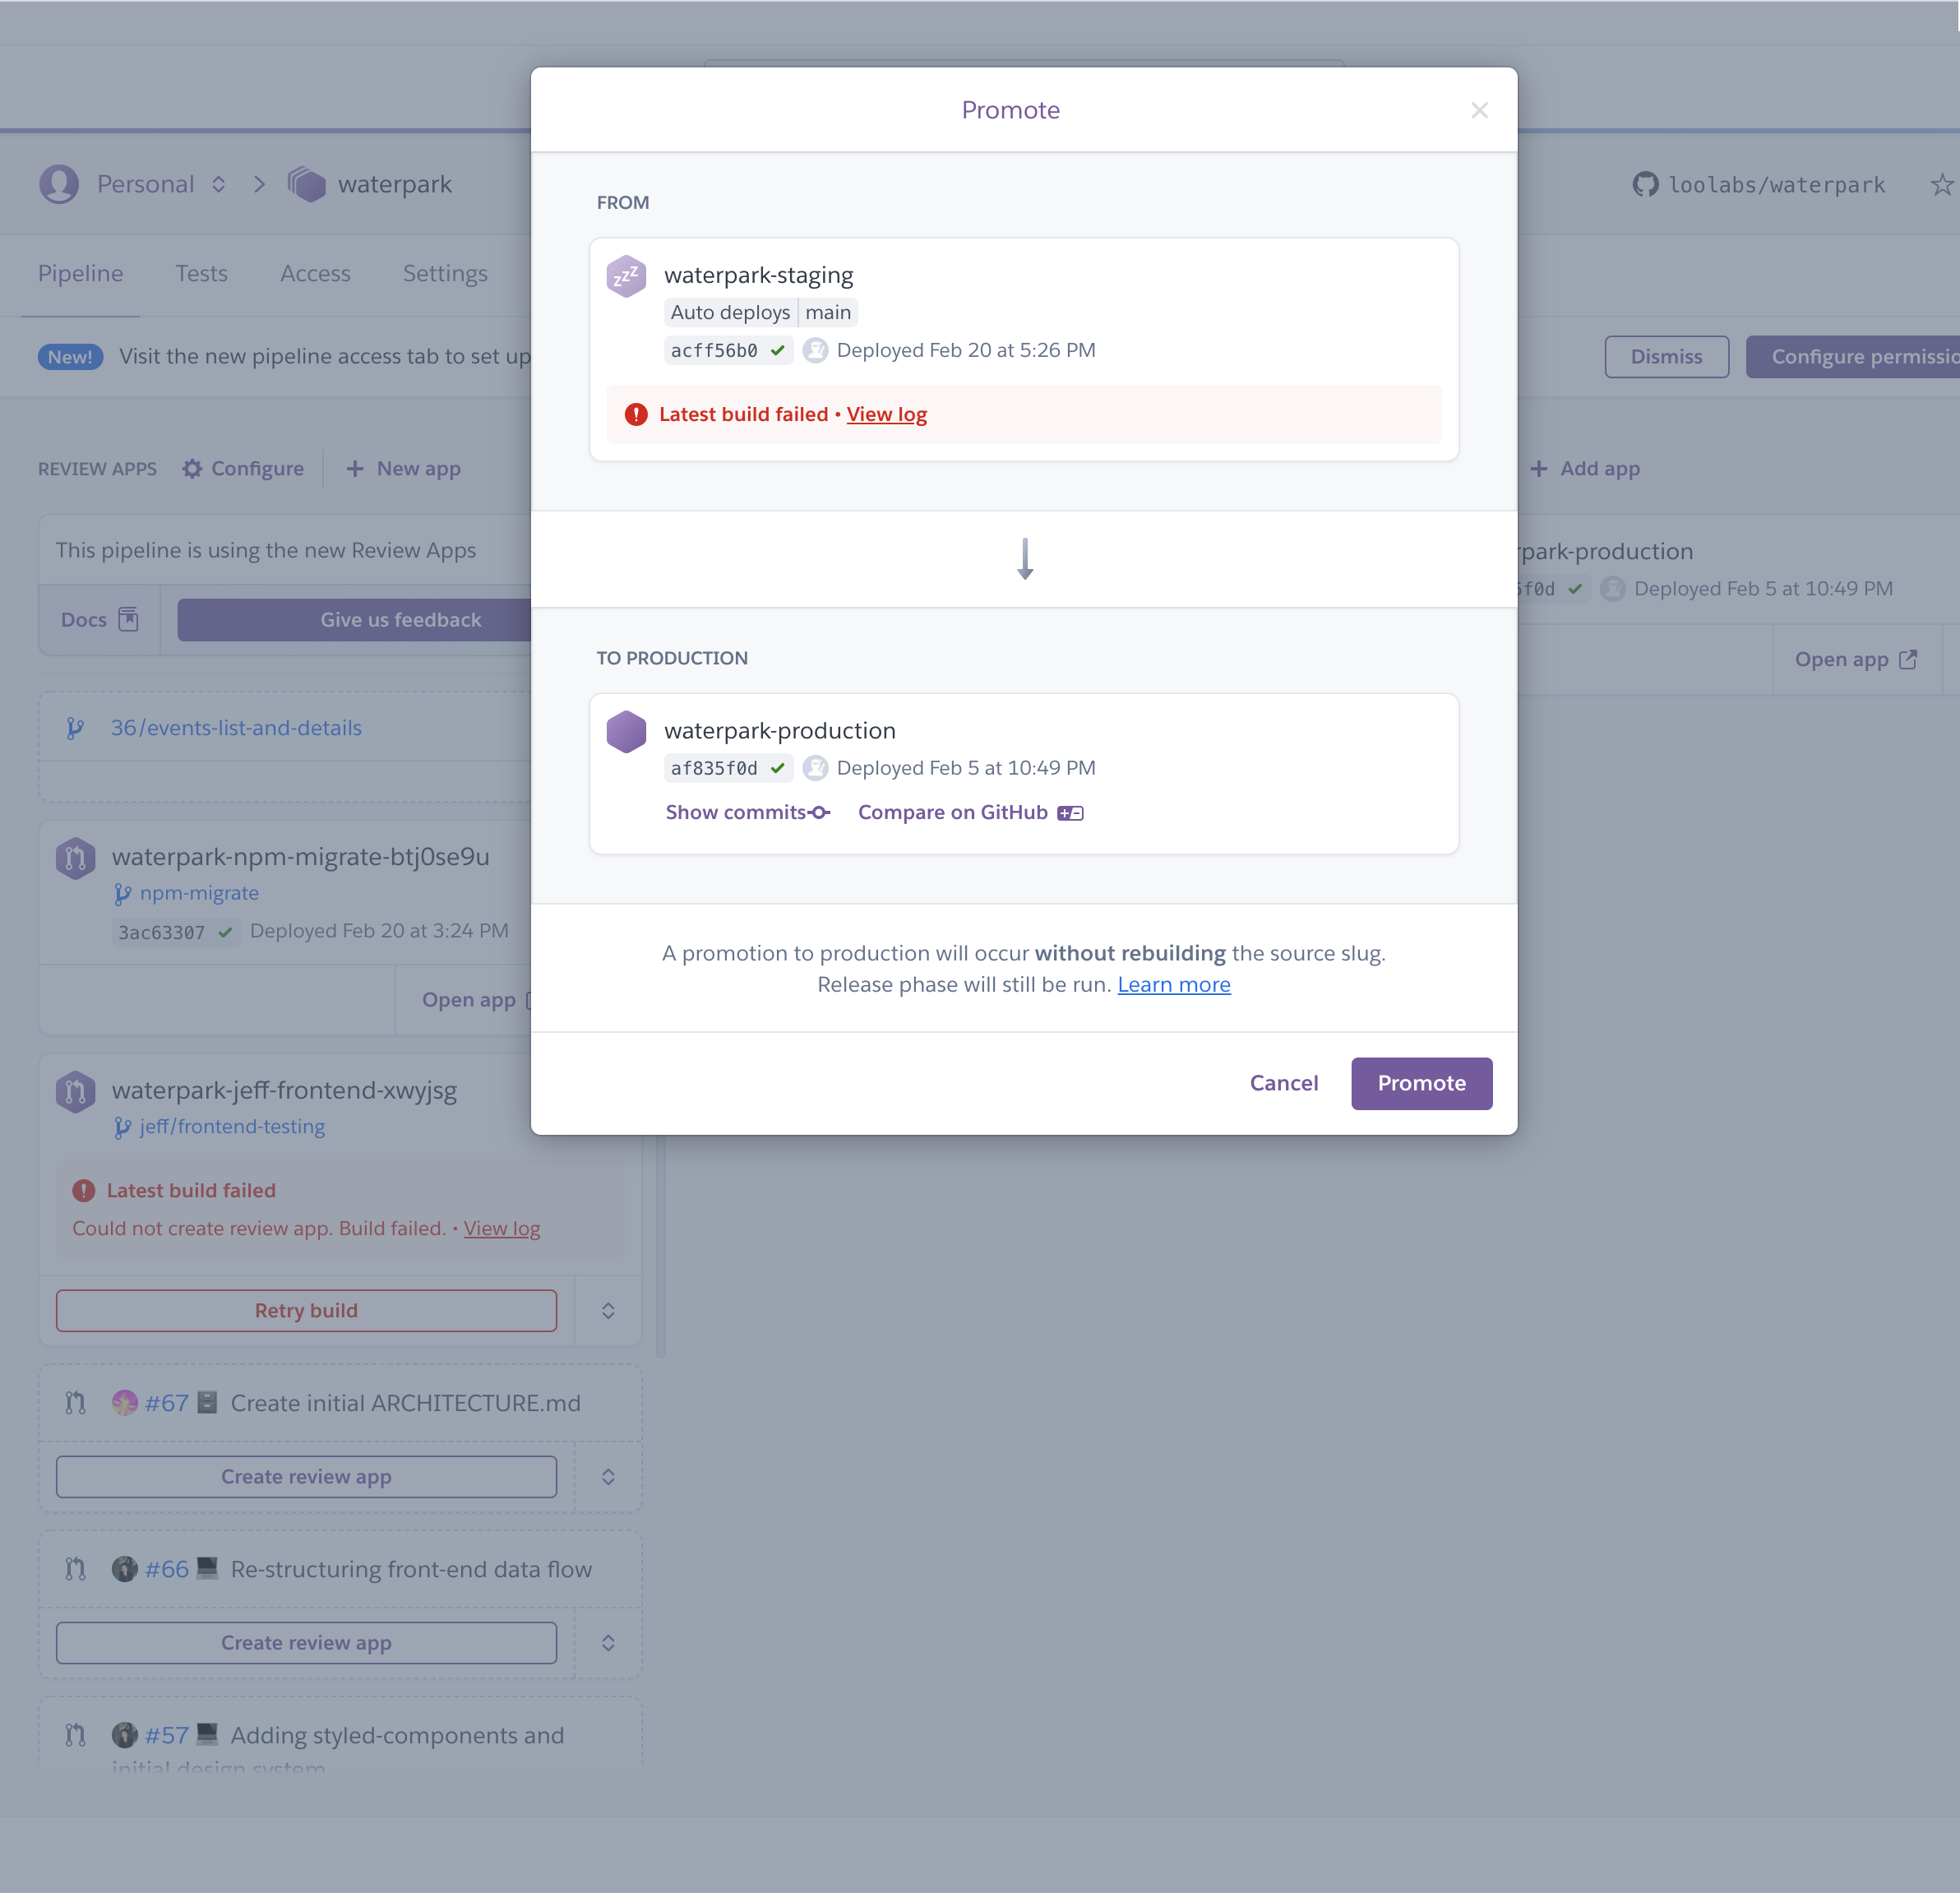 Promote
FROM
zzZ
waterpark-staging
Auto deploys main
acff56b0 Deployed Feb 20 at 5:26 PM
Latest build failed • View log
TO PRODUCTION
waterpark-production
af835f0d Deployed Feb 5 at 10:49 PM
Show commits Compare on GitHub
A promotion to production will occur without rebuilding the source slug.
Release phase will still be run. Learn more
Cancel Promote
Personal > waterpark
loolabs/waterpark
Pipeline Tests Access Settings
New! Visit the new pipeline access tab to set up
Dismiss Configure
REVIEW APPS Configure + New app
+ Add app
This pipeline is using the new Review Apps
Docs Give us feedback
36/events-list-and-details
waterpark-npm-migrate-btj0se9u
npm-migrate
3ac63307 Deployed Feb 20 at 3:24 PM
Open app
waterpark-jeff-frontend-xwyjsg
jeff/frontend-testing
Latest build failed
Could not create review app. Build failed. • View log
Retry build
#67 Create initial ARCHITECTURE.md
Create review app
#66 Re-structuring front-end data flow
Create review app
#57 Adding styled-components and
initial design system
rpark-production
5f0d Deployed Feb 5 at 10:49 PM
Open app